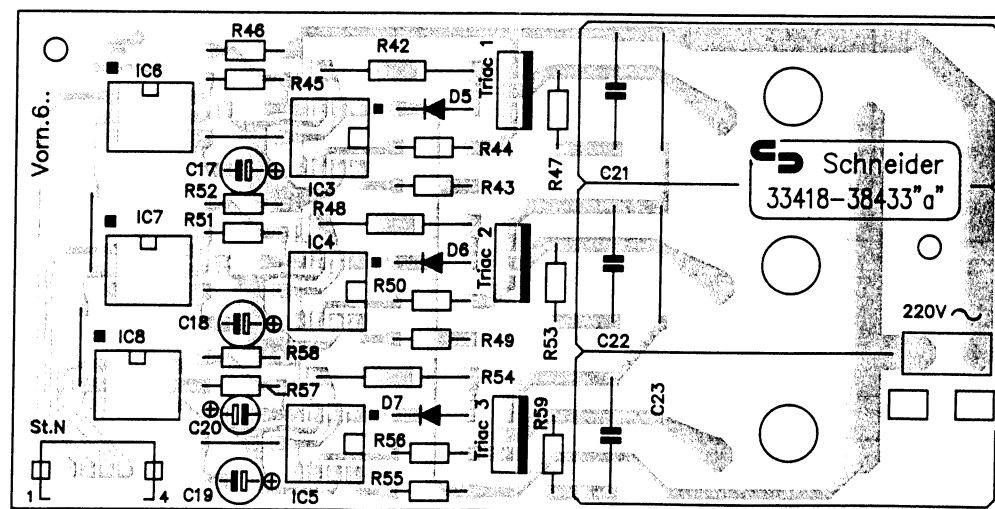 Vorn.6..
R46
R42
IC6
R45
Triac 1
D5
R44
R47
C21
C17
R52
IC3
R43
Schneider
33418-38433"a"
IC7
R51
R48
IC4
D6
Triac 2
R50
R53
C22
220V ~
C18
R49
IC8
R58
R57
R54
D7
Triac 3
R59
C23
C20
R56
St.N
1
4
C19
IC5
R55